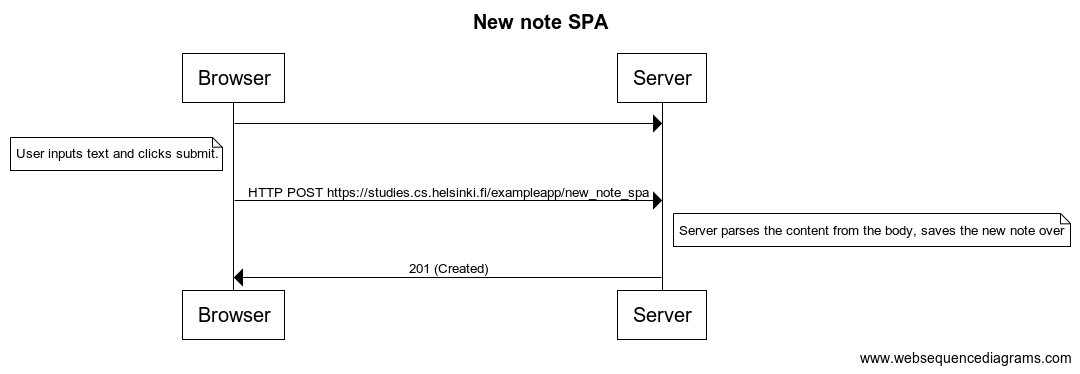 New note SPA
Browser
Server
User inputs text and clicks submit.
HTTP POST https://studies.cs.helsinki.fi/exampleapp/new_note_spa
Server parses the content from the body, saves the new note over
201 (Created)
Browser
Server
www.websequencediagrams.com